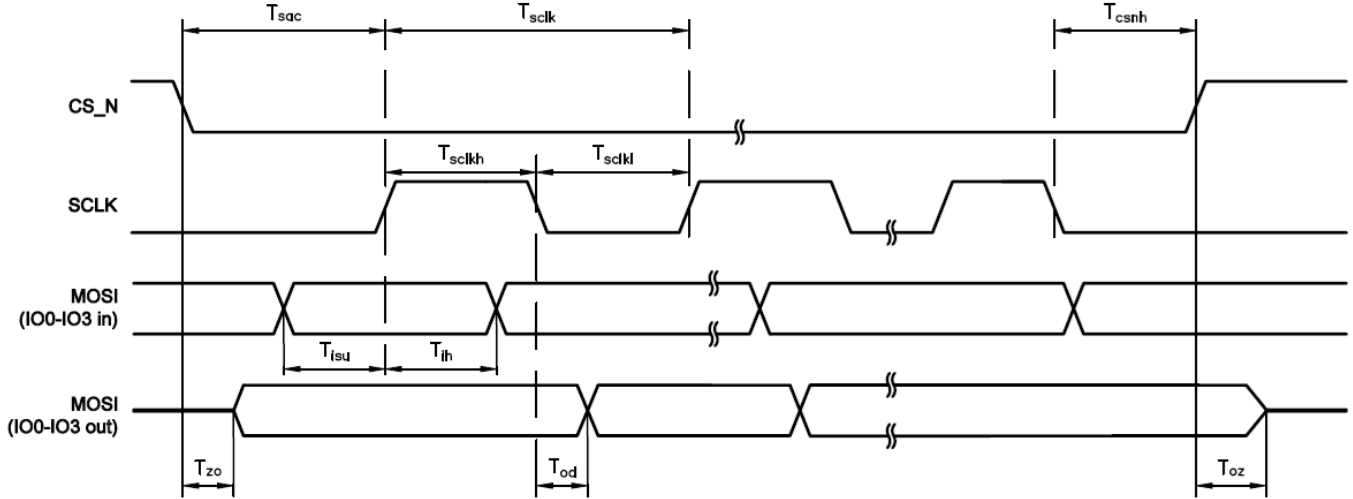 Tsac Tsclk Tcsnh
CS_N
Tsclkh Tsclkl
SCLK
MOSI
(IO0-IO3 in)
Tisu Tih
MOSI
(IO0-IO3 out)
Tzo Tod Toz